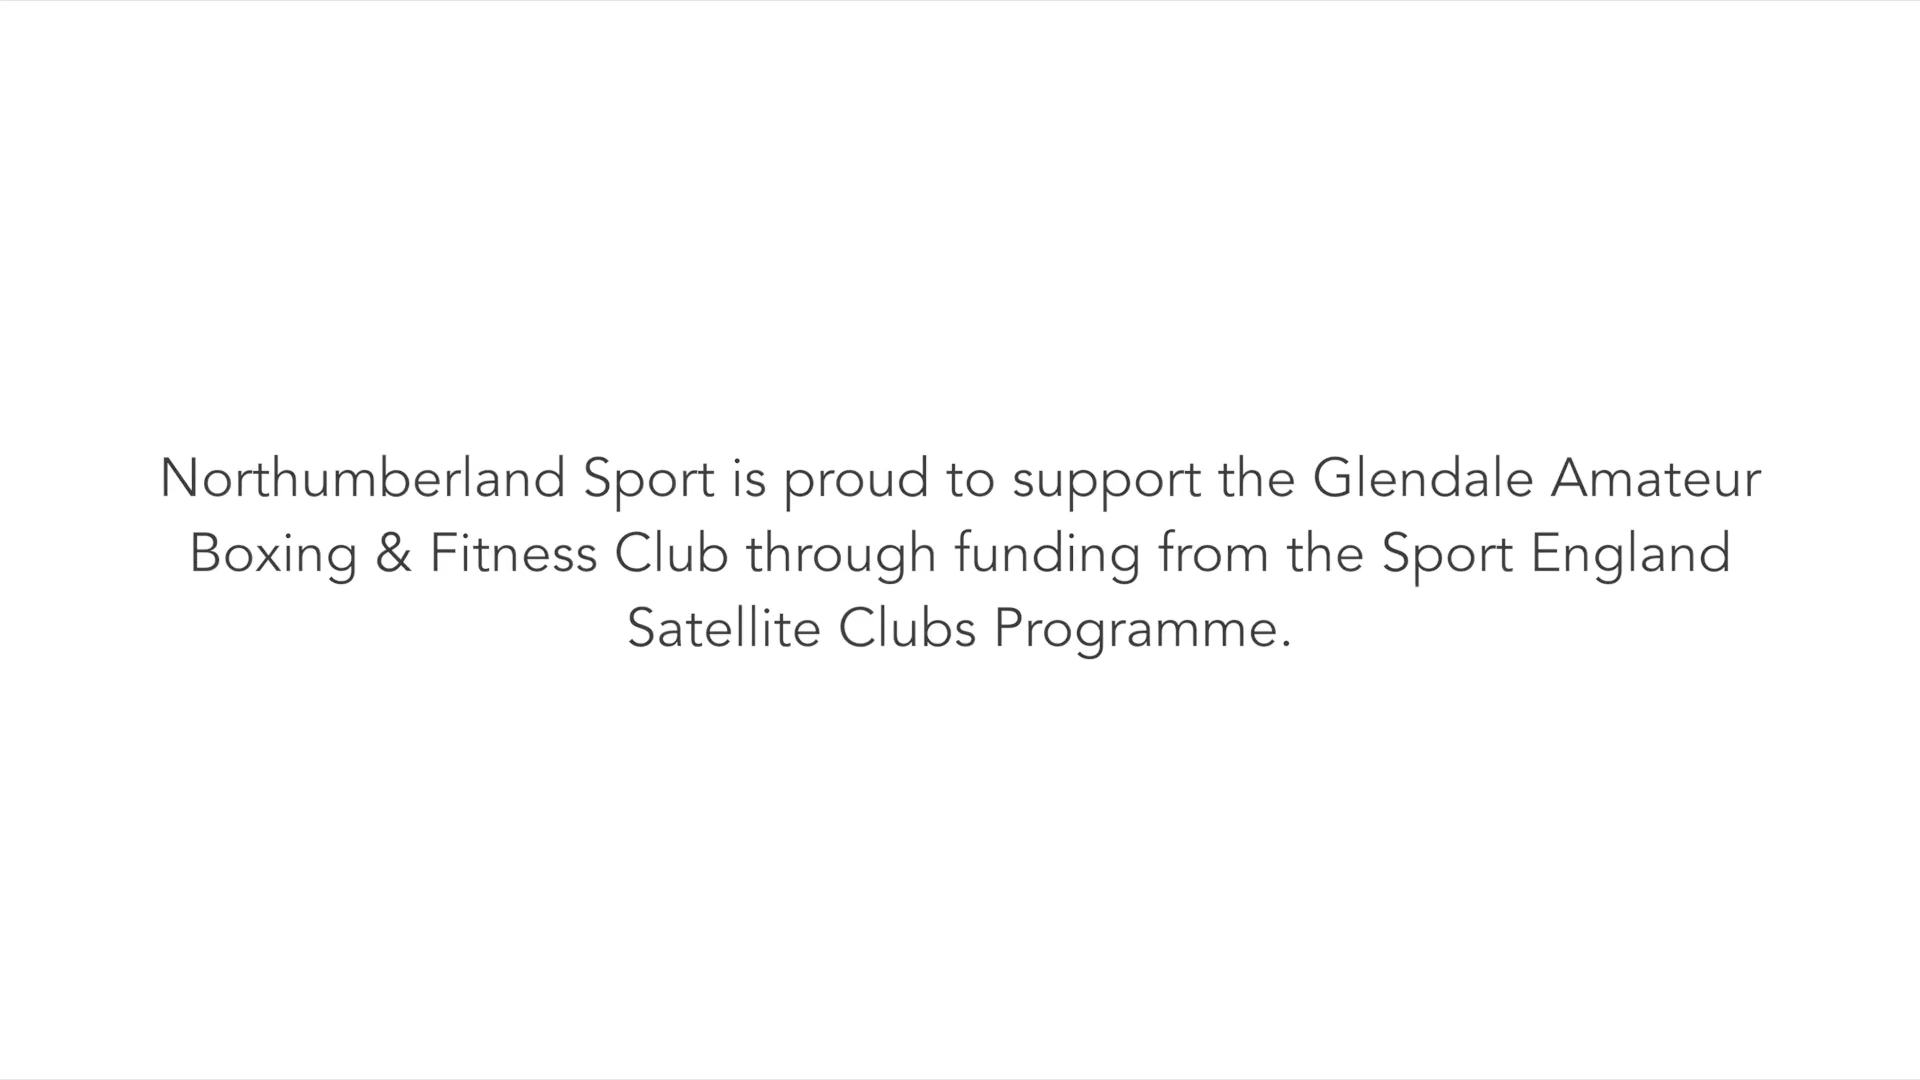 Northumberland Sport is proud to support the Glendale Amateur
Boxing & Fitness Club through funding from the Sport England
Satellite Clubs Programme.